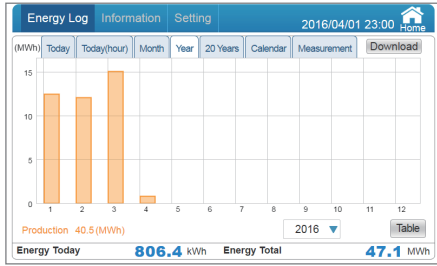 Energy Log Information Setting 2016/04/01 23:00 Home
(MWh) Today Today(hour) Month Year 20 Years Calendar Measurement Download
15
10
5
0
1 2 3 4 5 6 7 8 9 10 11 12
Production 40.5 (MWh) 2016 ▼ Table
Energy Today 806.4 kWh Energy Total 47.1 MWh